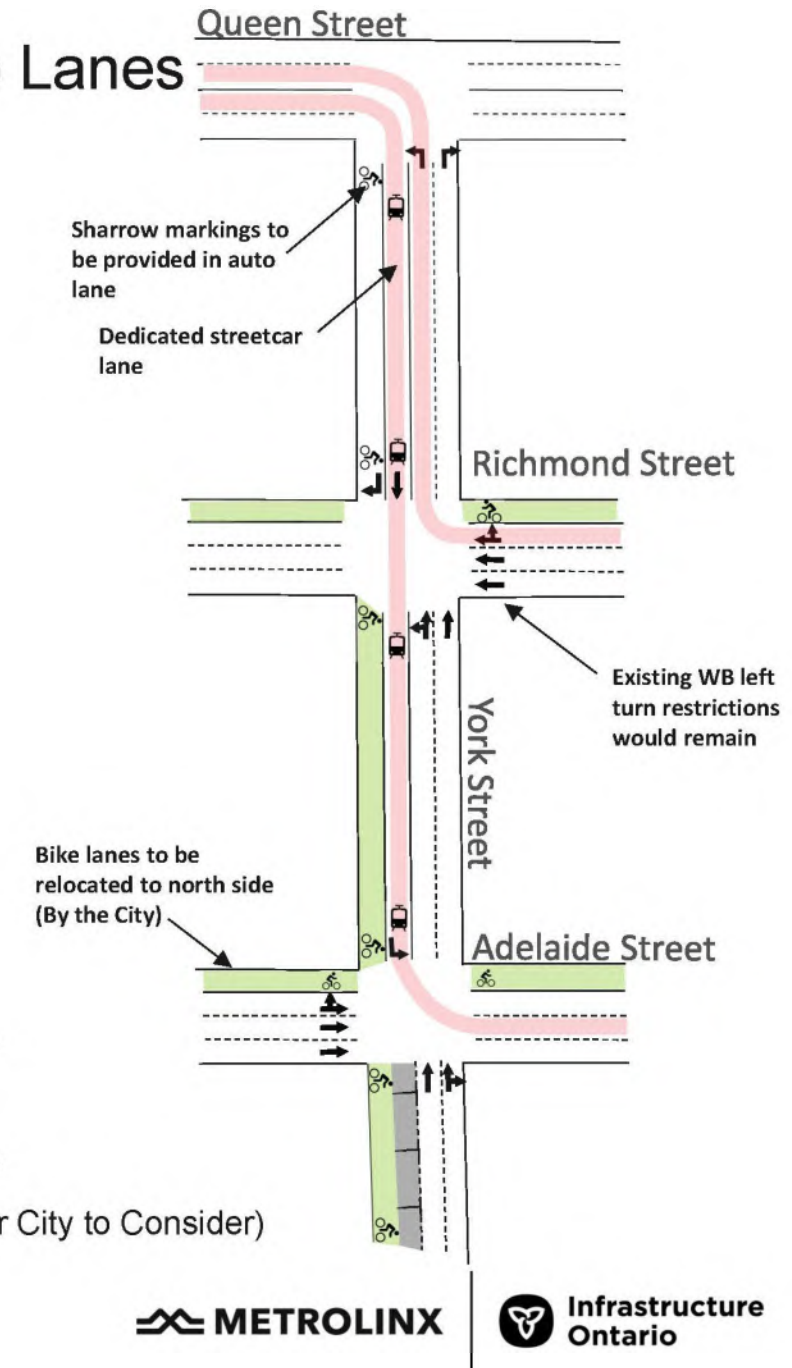 Queen Street
Lanes
Sharrow markings to
be provided in auto
lane
Dedicated streetcar
lane
Richmond Street
Existing WB left
turn restrictions
would remain
York Street
Bike lanes to be
relocated to north side
(By the City)
Adelaide Street
r City to Consider)
METROLINX
Infrastructure
Ontario